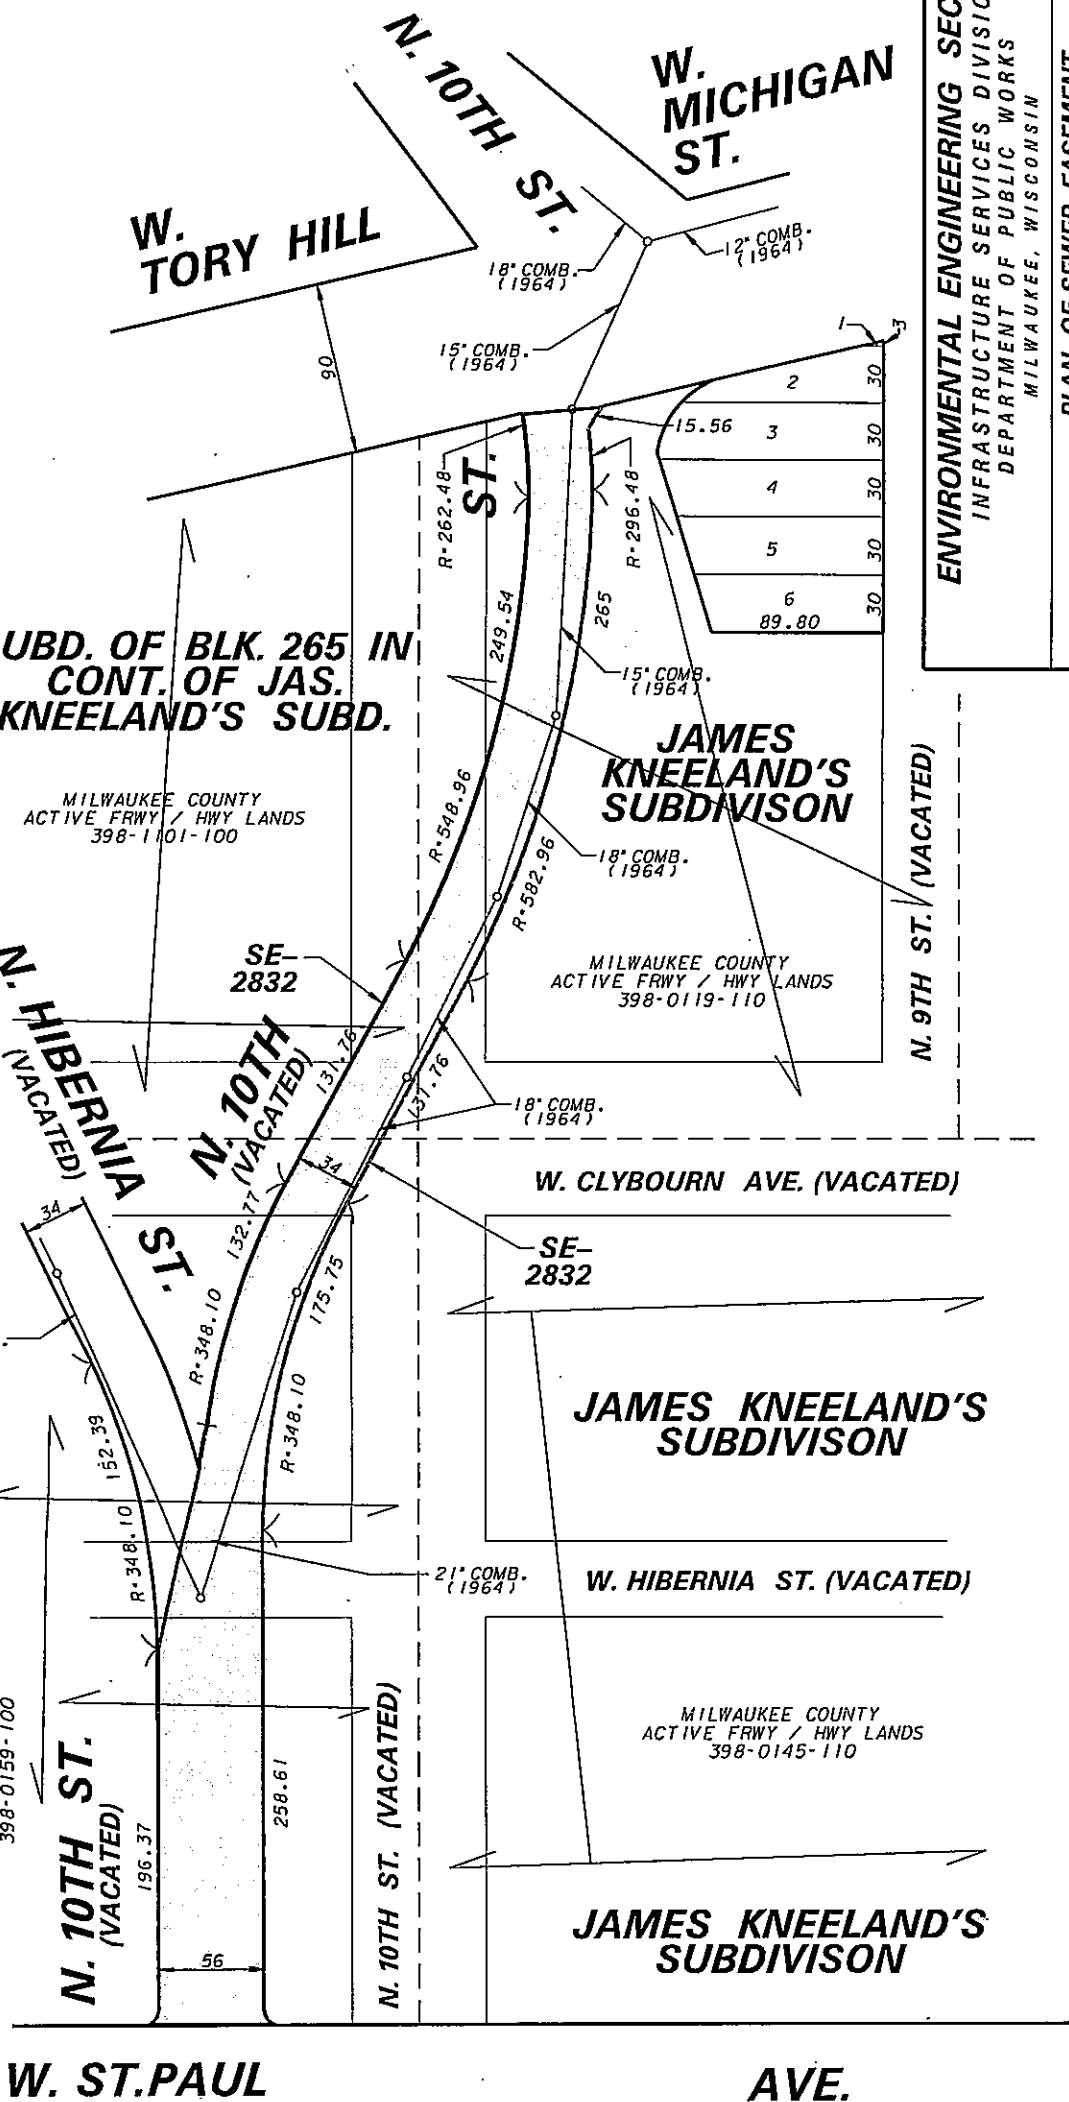 N. 10TH ST.
W.
MICHIGAN
ST.
W.
TORY HILL
18" COMB.
(1964)
12" COMB.
(1964)
15" COMB.
(1964)
90
ENVIRONMENTAL ENGINEERING SEC
INFRASTRUCTURE SERVICES DIVISIO
DEPARTMENT OF PUBLIC WORKS
MILWAUKEE, WISCONSIN
PLAN OF SEWER EASEMENT
1
3
2
30
3
30
4
30
5
30
6
30
89.80
15.56
R=262.48
ST.
R=296.48
249.54
265
15" COMB.
(1964)
UBD. OF BLK. 265 IN
CONT. OF JAS.
KNEELAND'S SUBD.
JAMES
KNEELAND'S
SUBDIVISON
MILWAUKEE COUNTY
ACTIVE FRWY / HWY LANDS
398-1101-100
R=548.96
18" COMB.
(1964)
R=582.96
N. 9TH ST. (VACATED)
SE-
2832
MILWAUKEE COUNTY
ACTIVE FRWY / HWY LANDS
398-0119-110
N. HIBERNIA ST.
(VACATED)
N. 10TH
(VACATED)
131.76
131.76
18" COMB.
(1964)
34
W. CLYBOURN AVE. (VACATED)
34
132.77
SE-
2832
175.75
R=348.10
R=348.10
JAMES KNEELAND'S
SUBDIVISON
152.39
R=348.10
21" COMB.
(1964)
W. HIBERNIA ST. (VACATED)
398-0159-100
MILWAUKEE COUNTY
ACTIVE FRWY / HWY LANDS
398-0145-110
N. 10TH ST.
(VACATED)
196.37
258.61
N. 10TH ST. (VACATED)
JAMES KNEELAND'S
SUBDIVISON
56
W. ST.PAUL AVE.